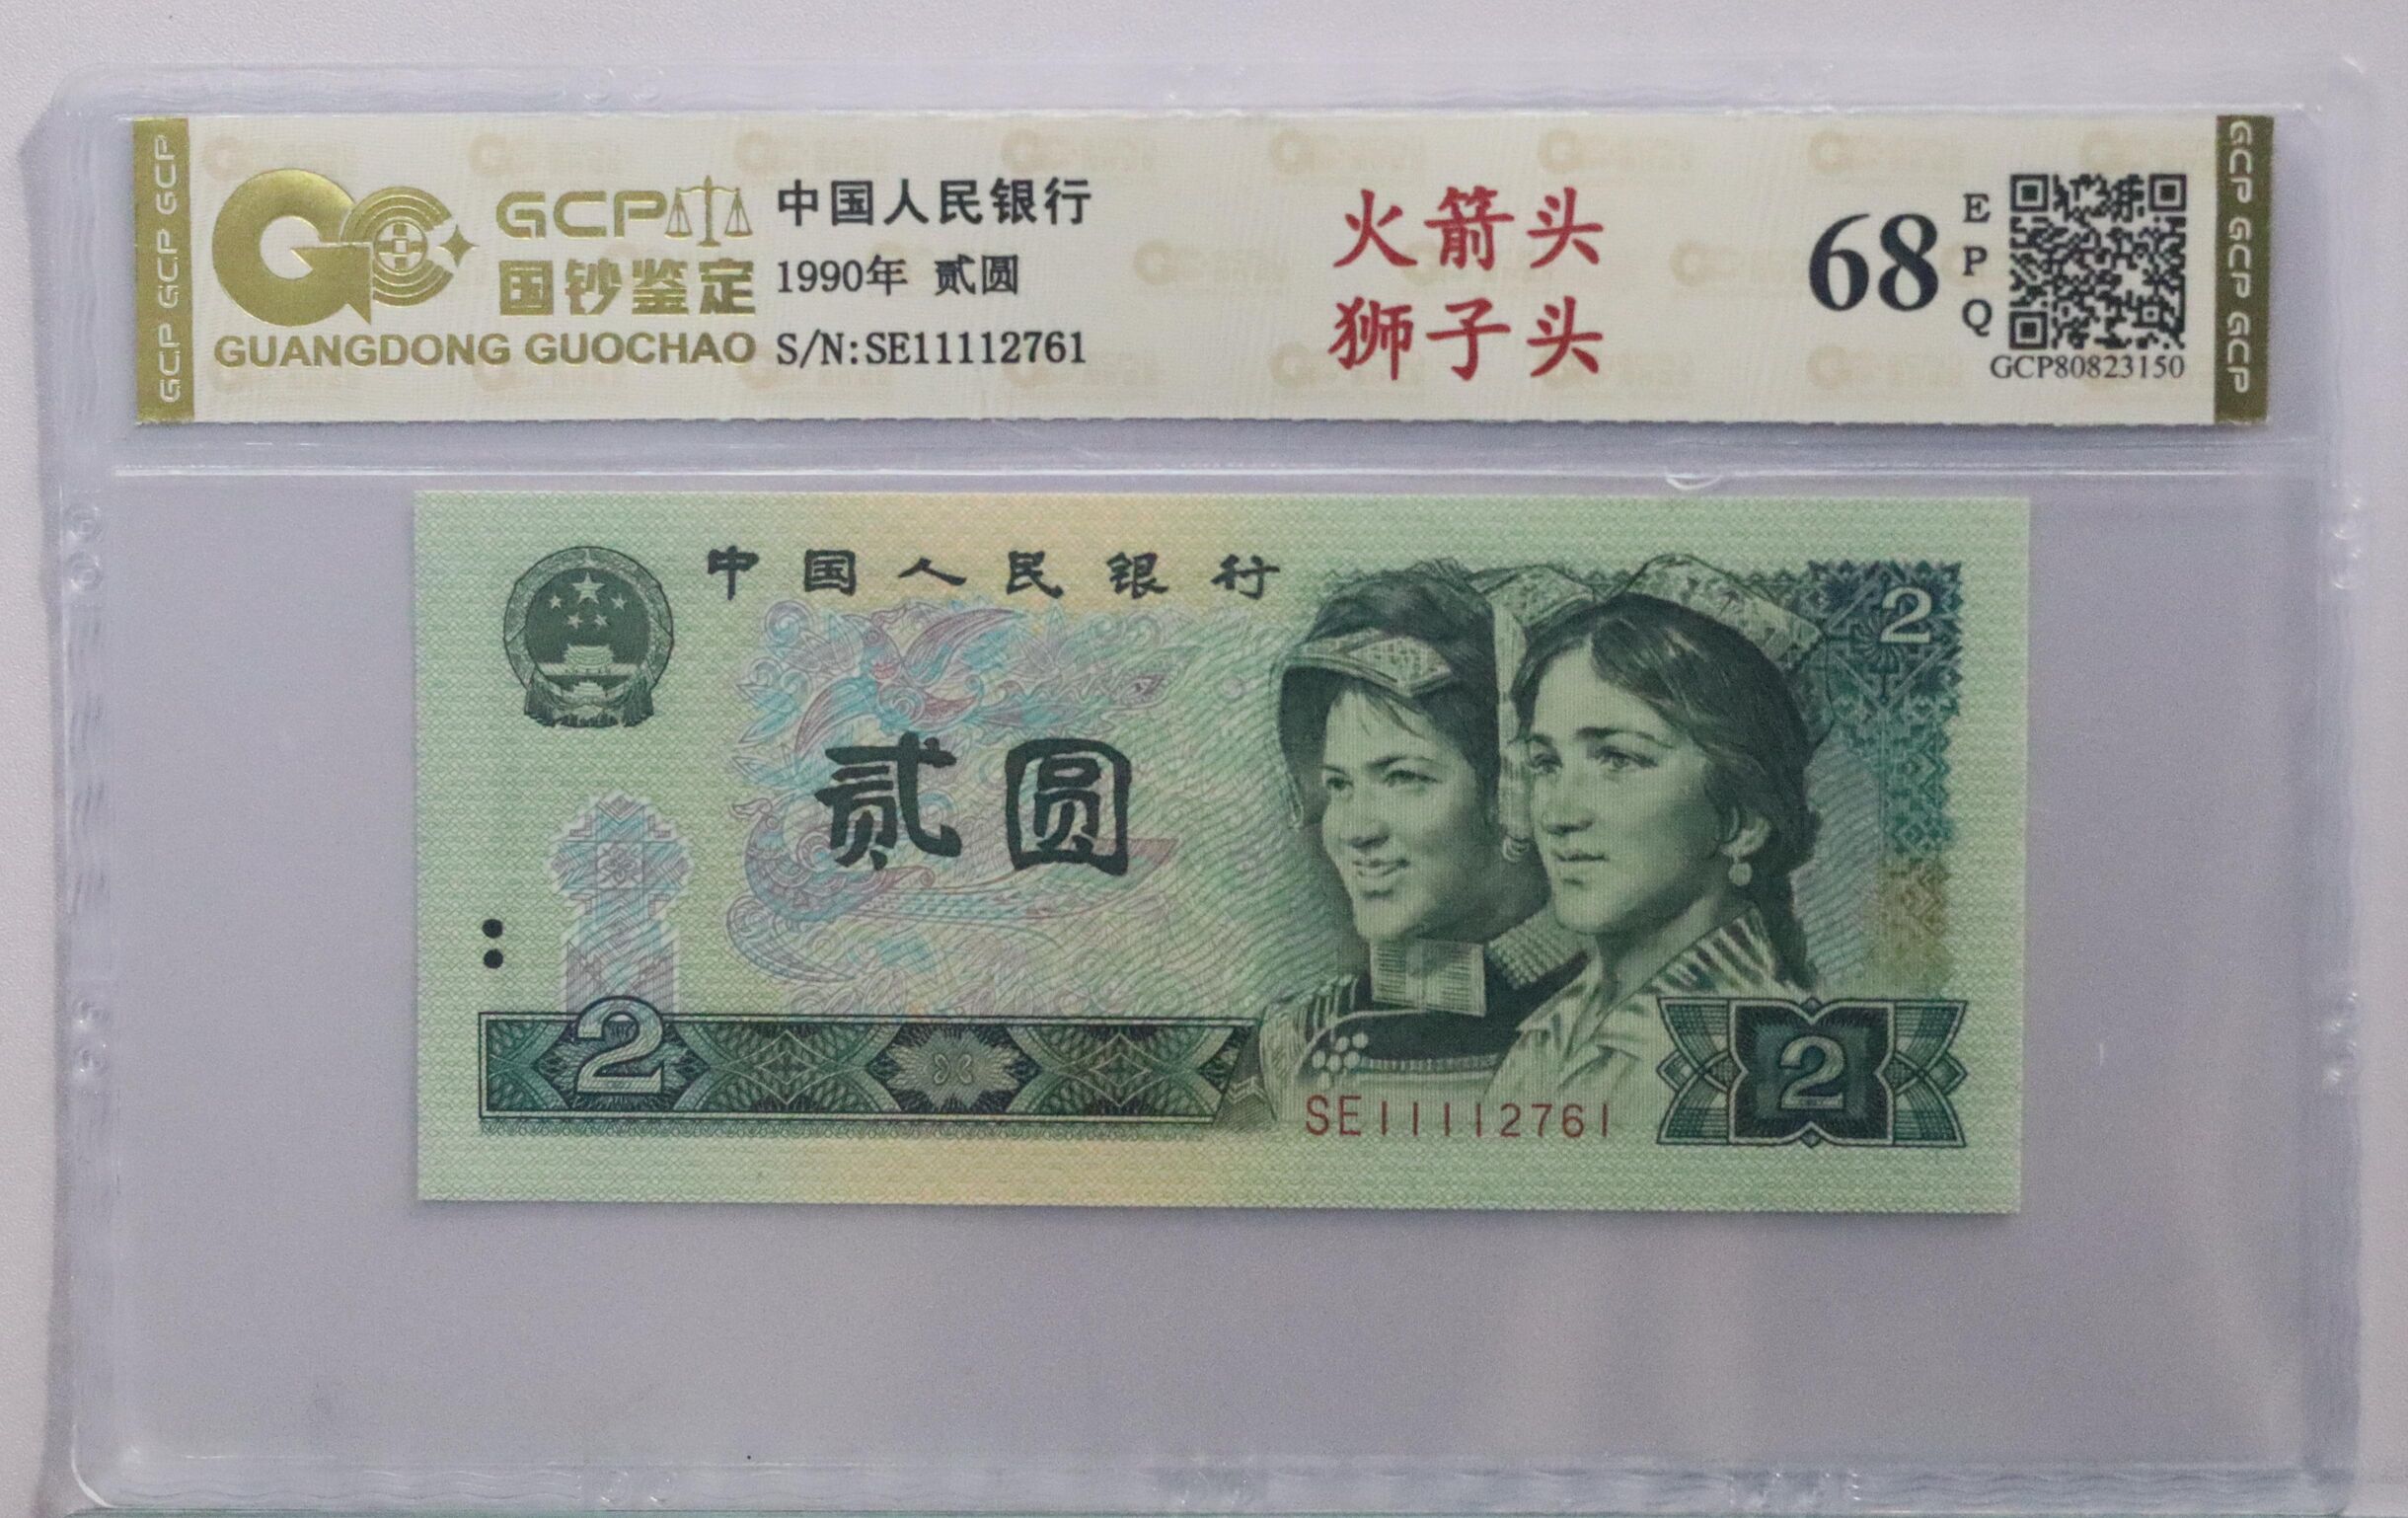 GCP GCP GCP
GCP
国钞鉴定
GUANGDONG GUOCHAO
中国人民银行
1990年 贰圆
S/N:SE11112761
火箭头
狮子头
68
EPQ
GCP80823150
GCP GCP GCP
中国人民银行
2
贰圆
2
SE11112761
2